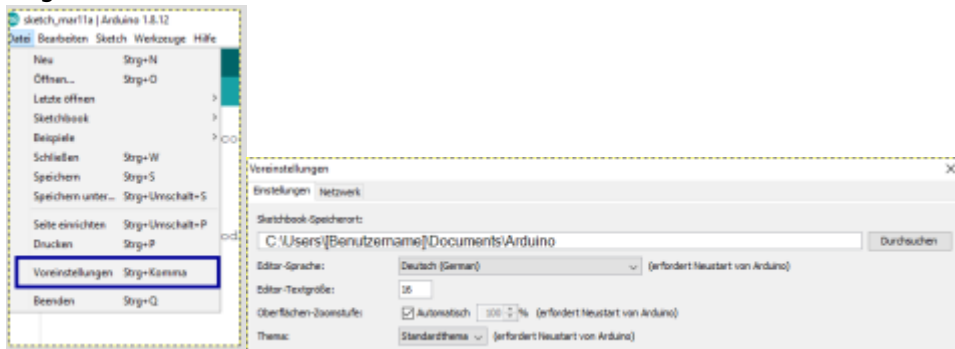 sketch_mar11a | Arduino 1.8.12
Datei Bearbeiten Sketch Werkzeuge Hilfe
Neu Strg+N
Öffnen... Strg+O
Letzte öffnen >
Sketchbook >
Beispiele >
Schließen Strg+W
Speichern Strg+S
Speichern unter... Strg+Umschalt+S
Seite einrichten Strg+Umschalt+P
Drucken Strg+P
Voreinstellungen Strg+Komma
Beenden Strg+Q
Voreinstellungen
Einstellungen Netzwerk
Sketchbook-Speicherort:
C:\Users\[Benutzername]\Documents\Arduino Durchsuchen
Editor-Sprache: Deutsch (German) (erfordert Neustart von Arduino)
Editor-Textgröße: 16
Oberflächen-Zoomstufe: Automatisch 100 % (erfordert Neustart von Arduino)
Thema: Standardthema (erfordert Neustart von Arduino)